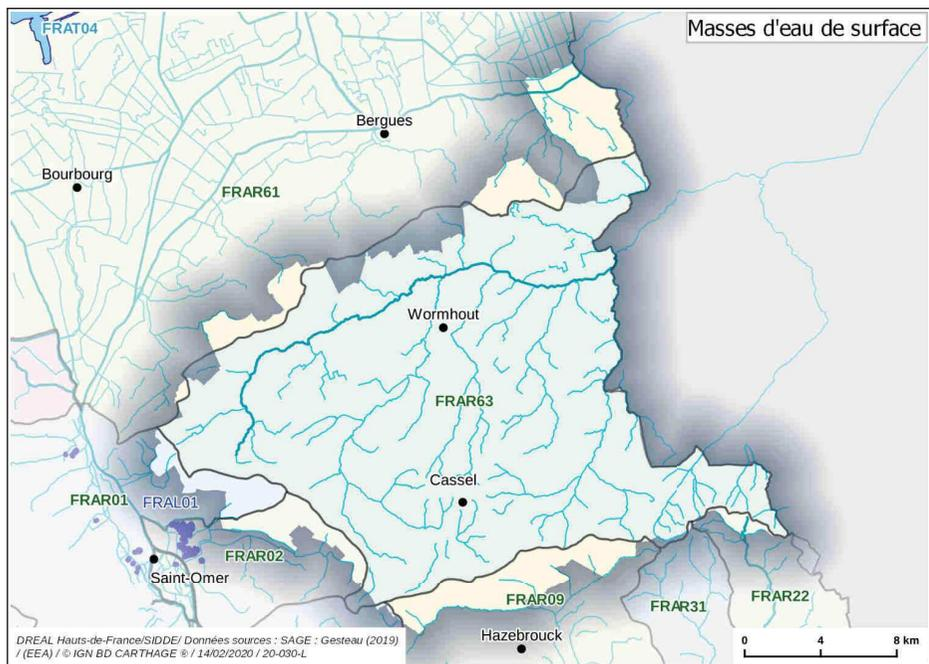 FRAT04
Masses d'eau de surface
Bergues
Bourbourg
FRAR61
Wormhout
FRAR63
Cassel
FRAR01
FRAL01
FRAR02
Saint-Omer
FRAR09
FRAR31
FRAR22
Hazebrouck
DREAL Hauts-de-France/SIDDE/ Données sources : SAGE : Gesteau (2019)
/ (EEA) / © IGN BD CARTHAGE ® / 14/02/2020 / 20-030-L
0 4 8 km